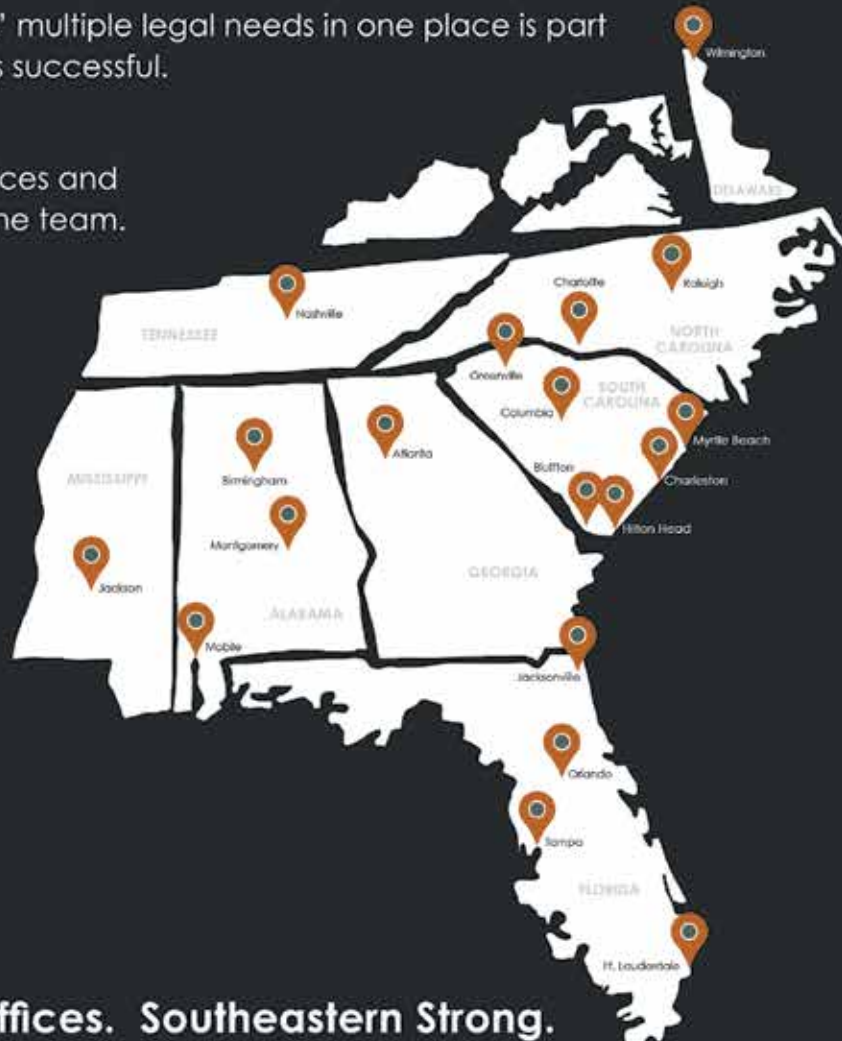 ' multiple legal needs in one place is part
s successful.
ces and
ne team.
Wilmington
DELAWARE
Raleigh
Charlotte
Nashville
NORTH
CAROLINA
TENNESSEE
Greenville
SOUTH
CAROLINA
Columbia
Myrtle Beach
Atlanta
Birmingham
Bluffton
Charleston
MISSISSIPPI
Hilton Head
Montgomery
GEORGIA
Jackson
ALABAMA
Mobile
Jacksonville
Orlando
Tampa
FLORIDA
Ft. Lauderdale
ffices. Southeastern Strong.